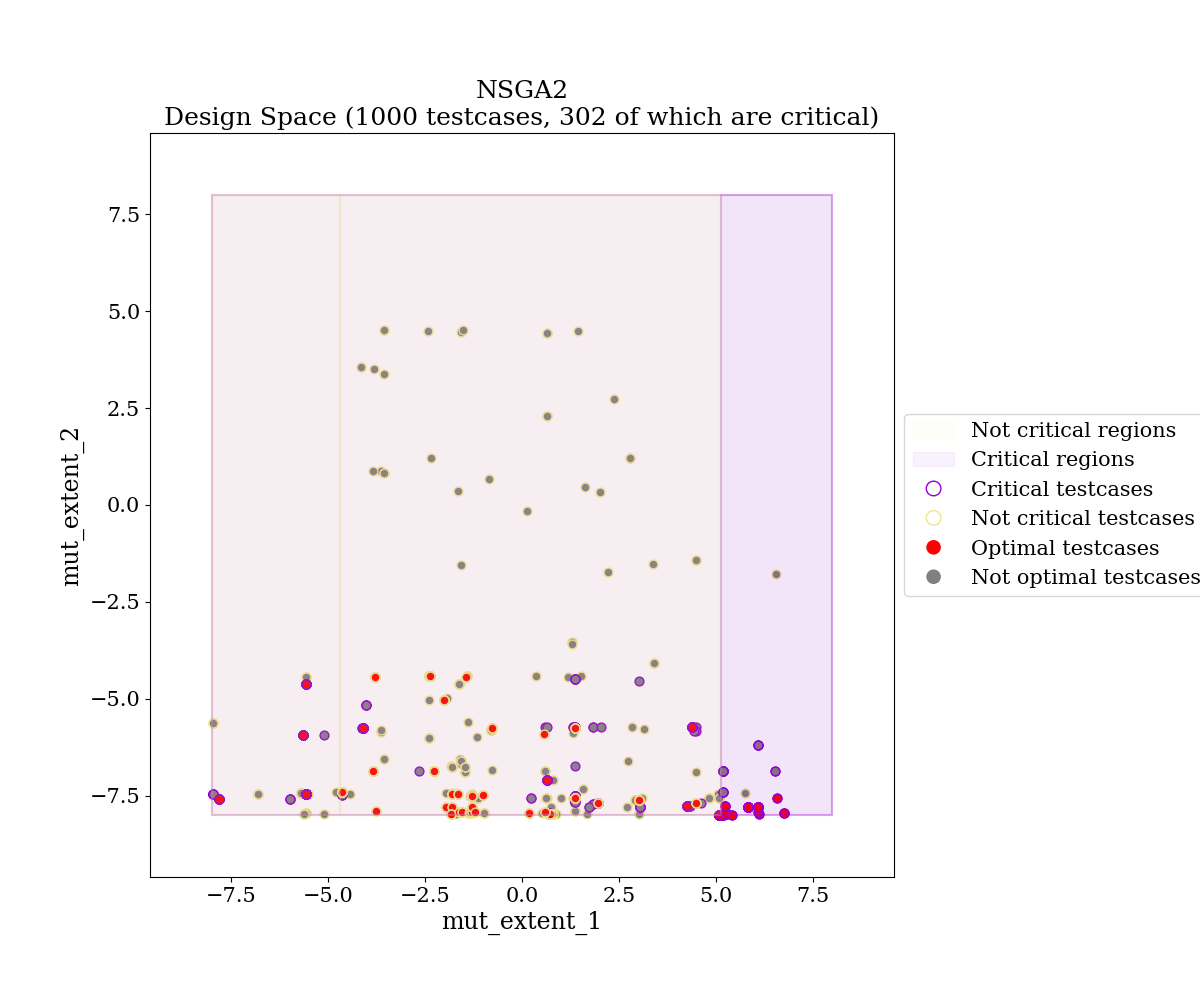 NSGA2
Design Space (1000 testcases, 302 of which are critical)
7.5
5.0
2.5
0.0
−2.5
−5.0
−7.5
mut_extent_2
−7.5 −5.0 −2.5 0.0 2.5 5.0 7.5
mut_extent_1
Not critical regions
Critical regions
Critical testcases
Not critical testcases
Optimal testcases
Not optimal testcases